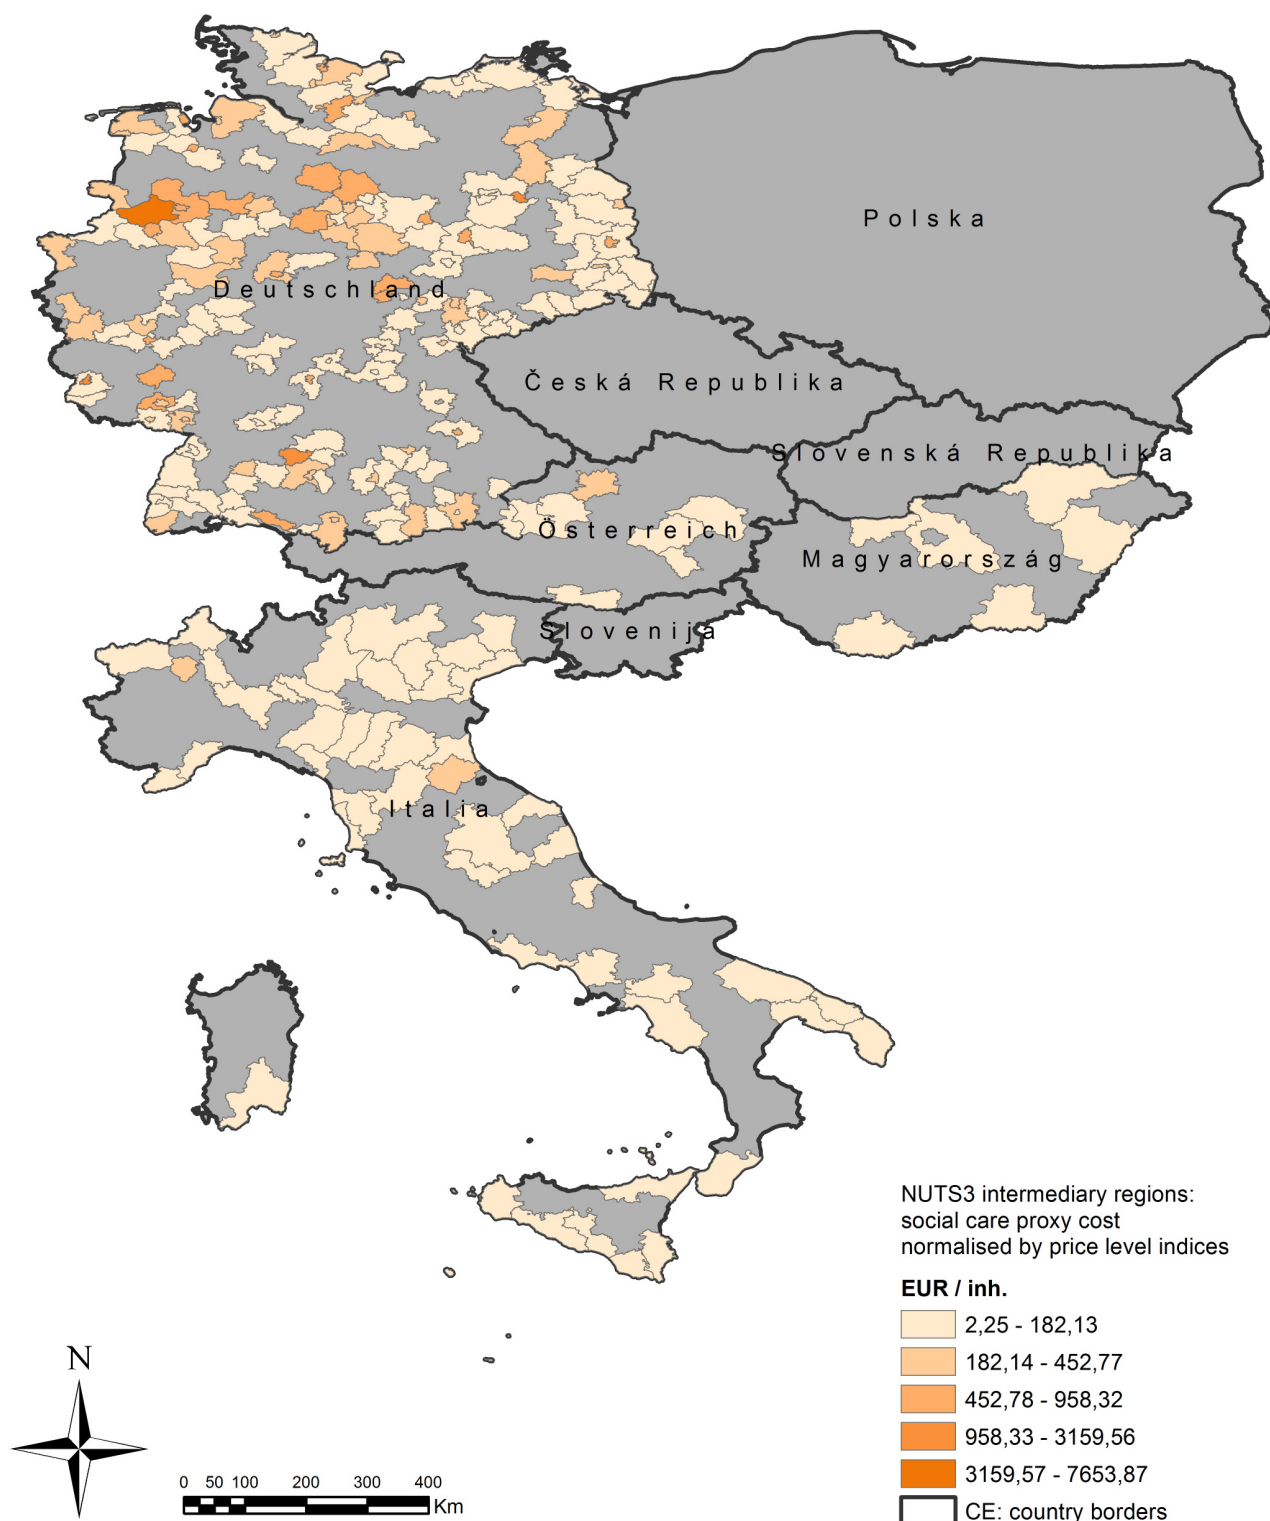 Polska
Deutschland
Česká Republika
Slovenská Republika
Österreich
Magyarország
Slovenija
Italia
NUTS3 intermediary regions:
social care proxy cost
normalised by price level indices
EUR / inh.
2,25 - 182,13
182,14 - 452,77
452,78 - 958,32
958,33 - 3159,56
3159,57 - 7653,87
CE: country borders
N
0 50 100 200 300 400
Km